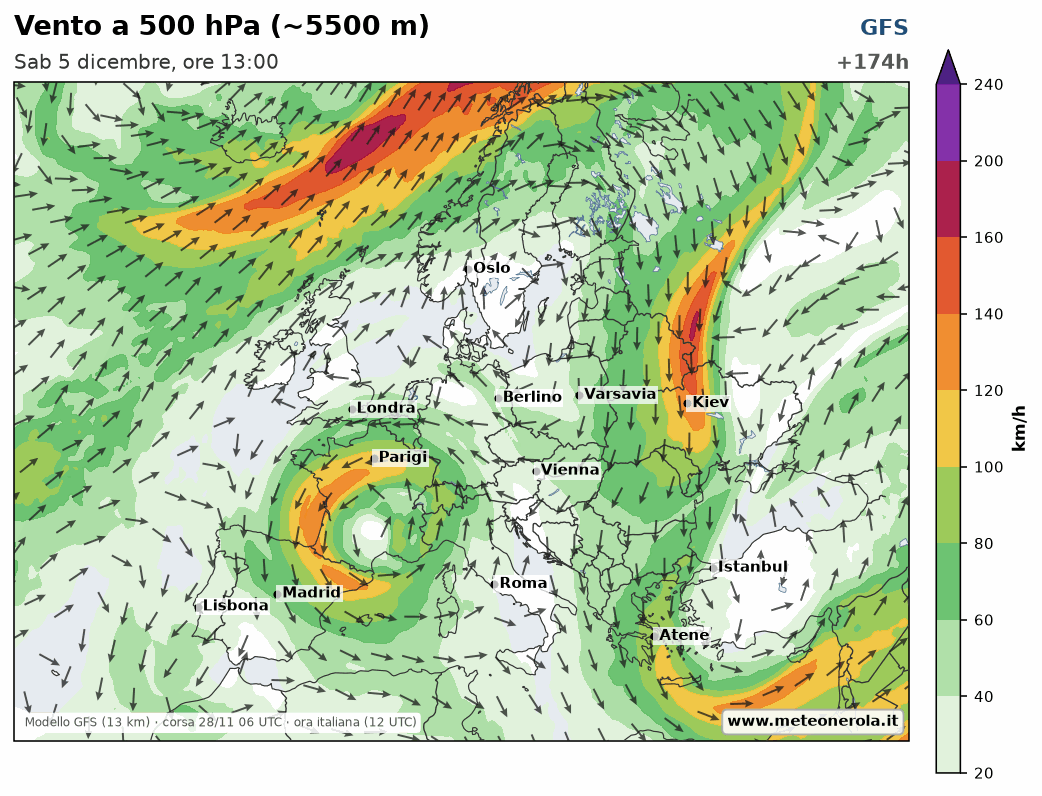 Vento a 500 hPa (~5500 m)
GFS
Sab 5 dicembre, ore 13:00
+174h
240
200
160
140
120
100
80
60
40
20
km/h
Oslo
Londra
Berlino
Varsavia
Kiev
Parigi
Vienna
Istanbul
Madrid
Roma
Lisbona
Atene
Modello GFS (13 km) · corsa 28/11 06 UTC · ora italiana (12 UTC)
www.meteonerola.it